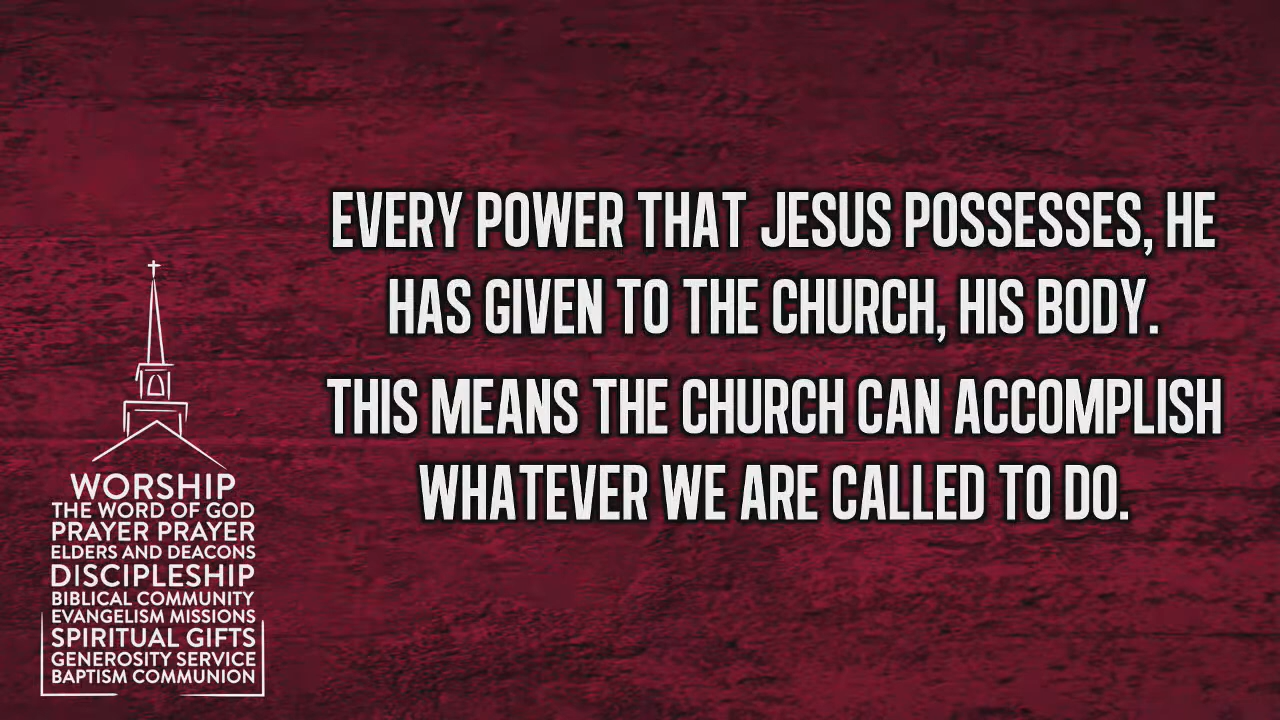 EVERY POWER THAT JESUS POSSESSES, HE
HAS GIVEN TO THE CHURCH, HIS BODY.
THIS MEANS THE CHURCH CAN ACCOMPLISH
WHATEVER WE ARE CALLED TO DO.
WORSHIP
THE WORD OF GOD
PRAYER PRAYER
ELDERS AND DEACONS
DISCIPLESHIP
BIBLICAL COMMUNITY
EVANGELISM MISSIONS
SPIRITUAL GIFTS
GENEROSITY SERVICE
BAPTISM COMMUNION